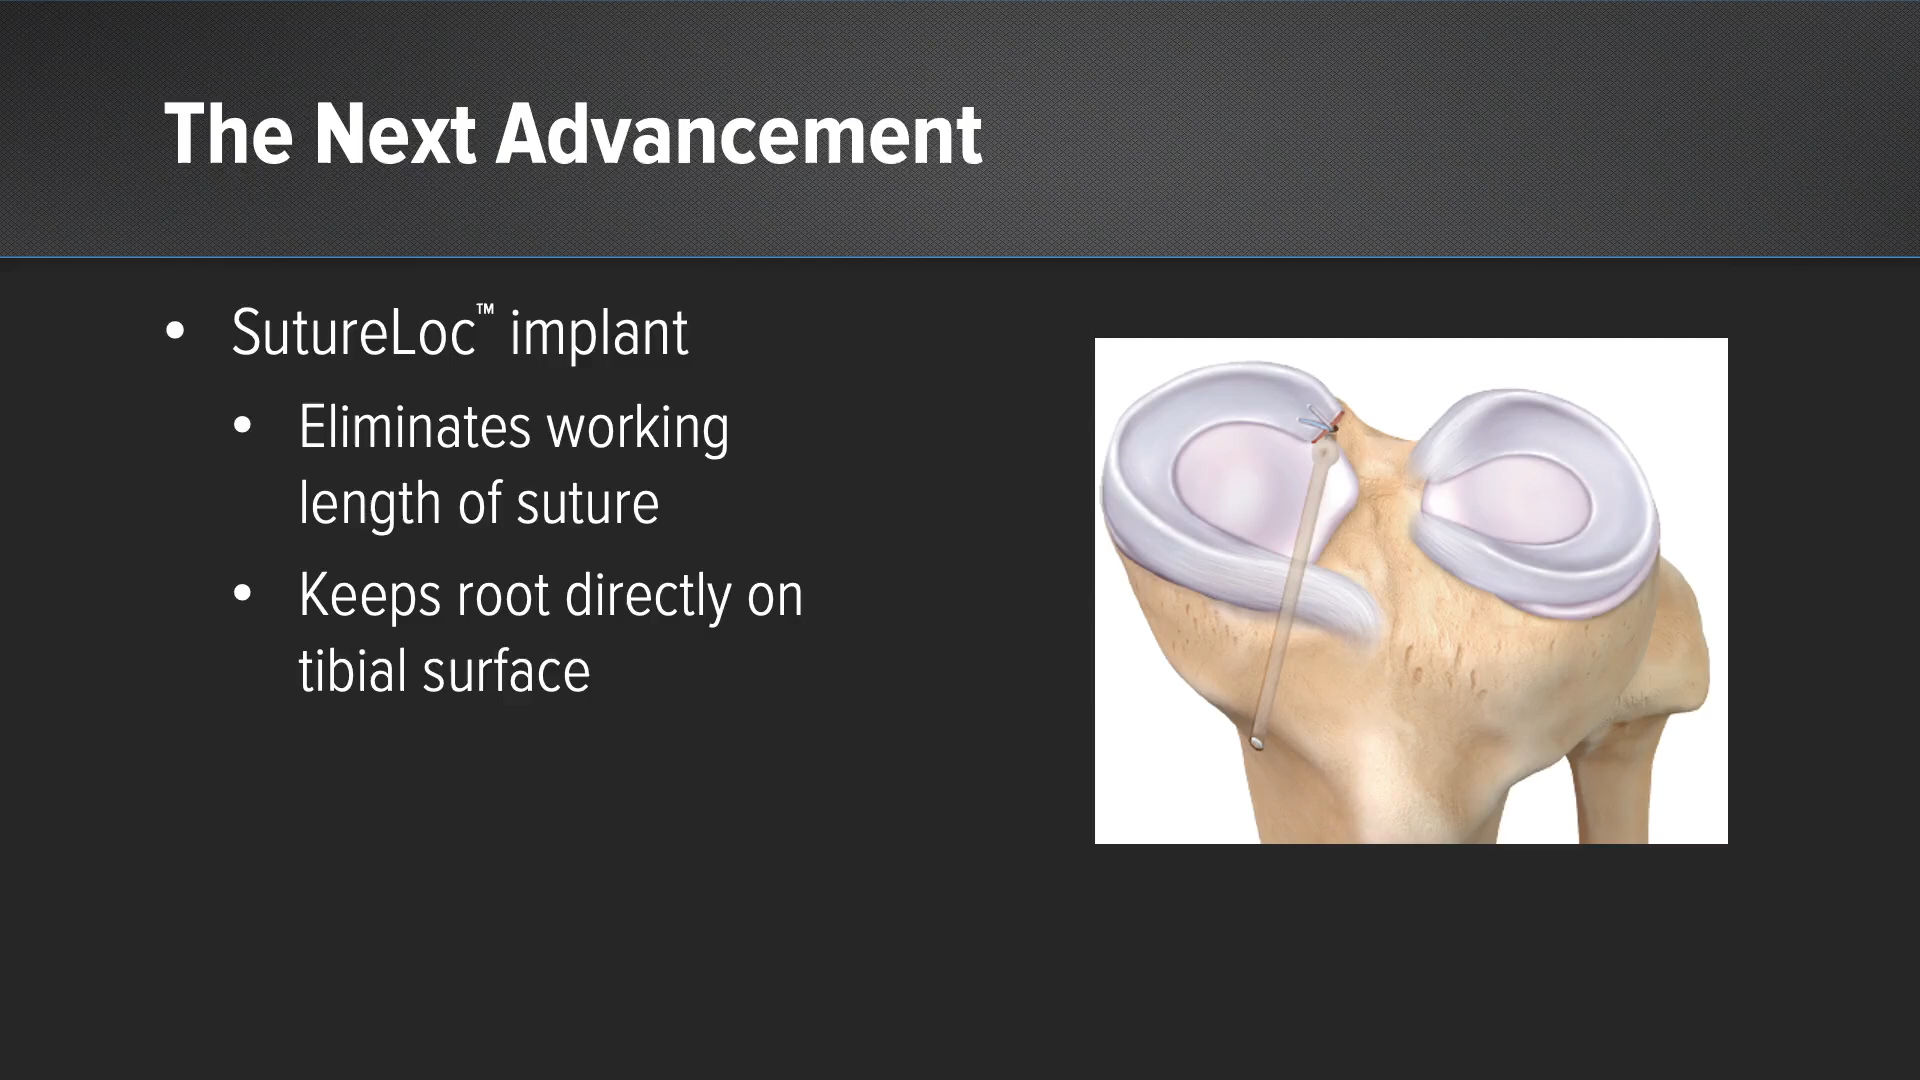 The Next Advancement
• SutureLoc™ implant
• Eliminates working
length of suture
• Keeps root directly on
tibial surface